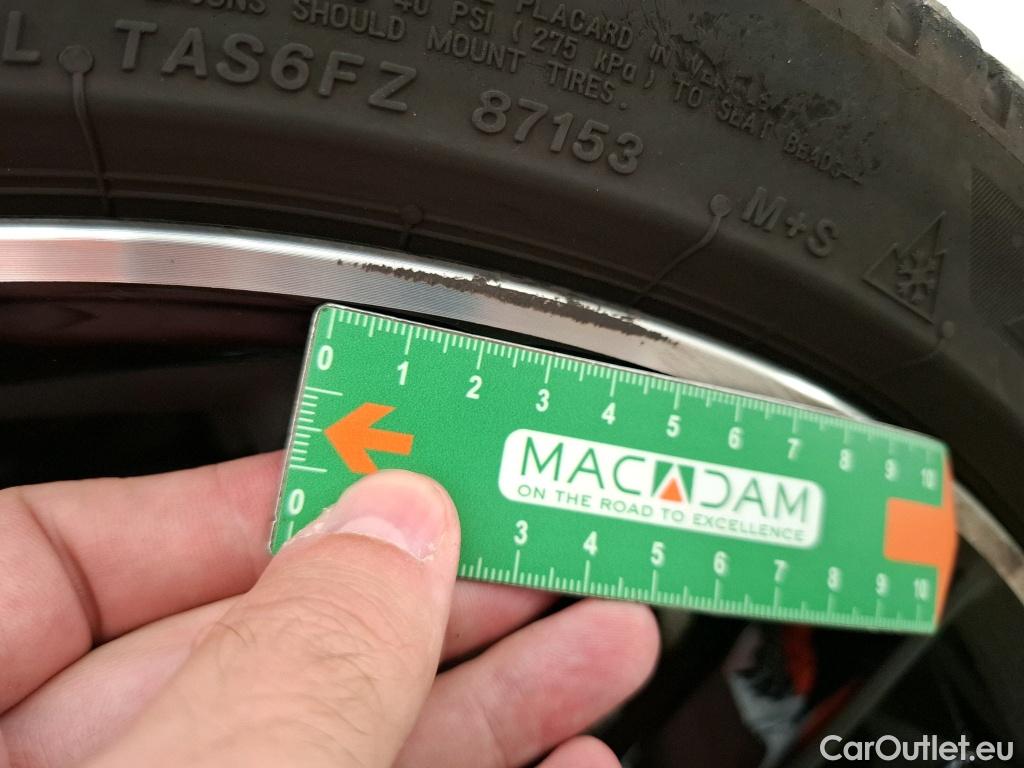 PLACARD IN
40 PSI (275 KPa) TO SEAT BEADS
SHOULD MOUNT TIRES.
L TAS6FZ 87153
M+S
0 1 2 3 4 5 6 7 8 9 10
MACADAM
ON THE ROAD TO EXCELLENCE
0 3 4 5 6 7 8 9 10
CarOutlet.eu